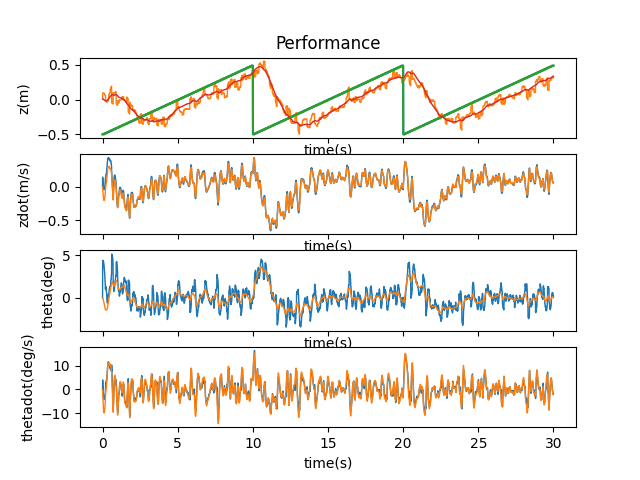 Performance
z(m)
0.5
0.0
−0.5
time(s)
zdot(m/s)
0.0
−0.5
time(s)
theta(deg)
5
0
time(s)
thetadot(deg/s)
10
0
−10
0 5 10 15 20 25 30
time(s)